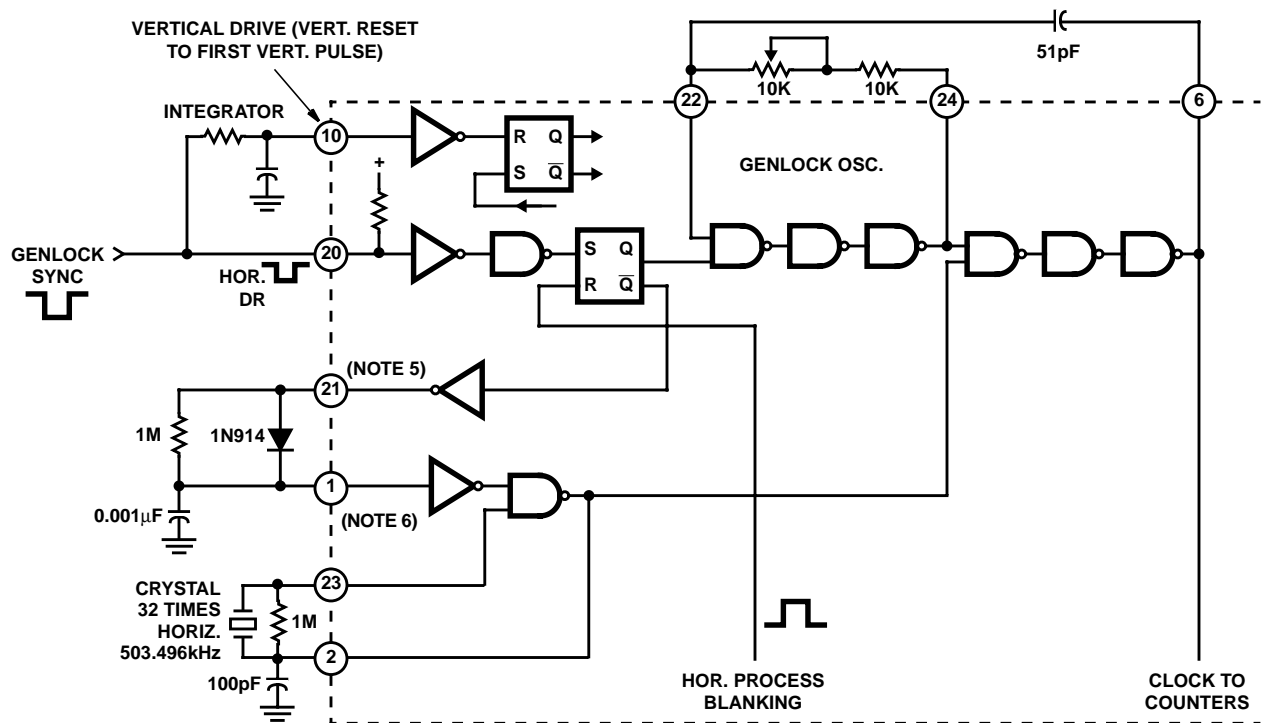 VERTICAL DRIVE (VERT. RESET
TO FIRST VERT. PULSE)
51pF
10K
10K
22
24
6
INTEGRATOR
10
R Q
S Q̅
GENLOCK OSC.
+
GENLOCK
SYNC
20
HOR.
DR
S Q
R Q̅
21
(NOTE 5)
1M
1N914
1
(NOTE 6)
0.001µF
23
CRYSTAL
32 TIMES
HORIZ.
503.496kHz
1M
2
100pF
HOR. PROCESS
BLANKING
CLOCK TO
COUNTERS